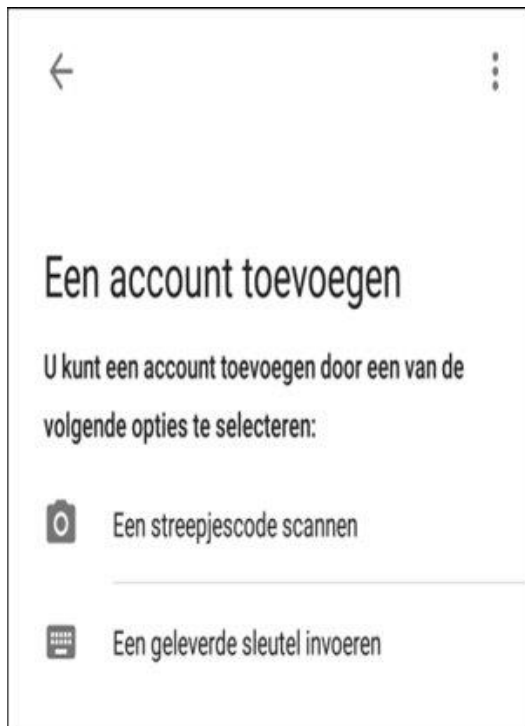 Een account toevoegen
U kunt een account toevoegen door een van de
volgende opties te selecteren:
Een streepjescode scannen
Een geleverde sleutel invoeren